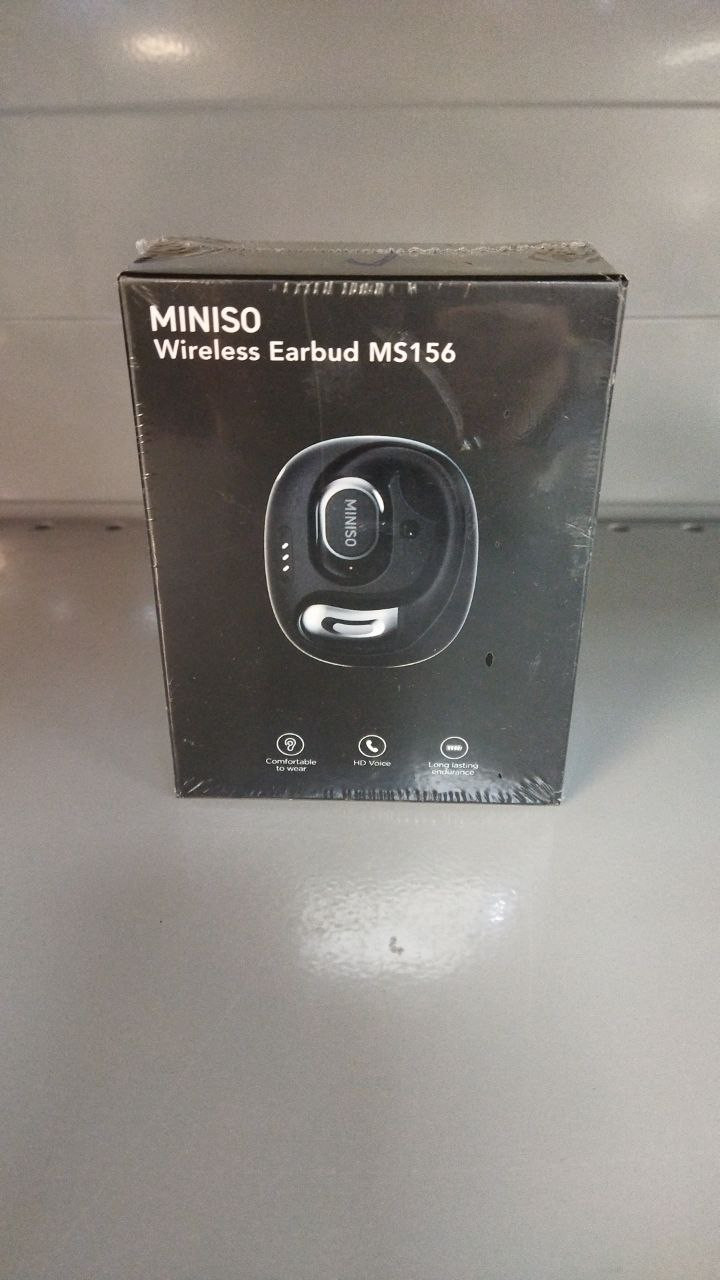 MINISO
Wireless Earbud MS156
MINISO
Comfortable
to wear
HD Voice
Long lasting
endurance